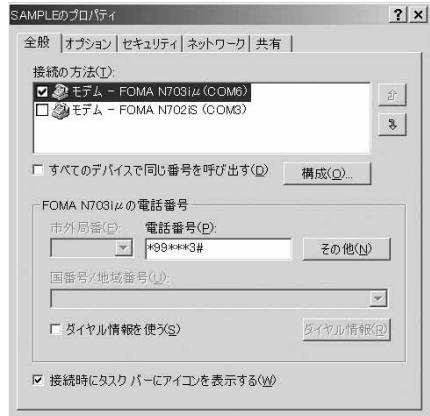 SAMPLEのプロパティ
全般 オプション セキュリティ ネットワーク 共有
接続の方法(T):
モデム - FOMA N703iμ(COM6)
モデム - FOMA N702iS (COM3)
すべてのデバイスで同じ番号を呼び出す(D) 構成(O)...
FOMA N703iμの電話番号
市外局番(E): 電話番号(P):
*99***3# その他(N)
国番号/地域番号(U):
ダイヤル情報を使う(S) ダイヤル情報(R)
接続時にタスク バーにアイコンを表示する(W)